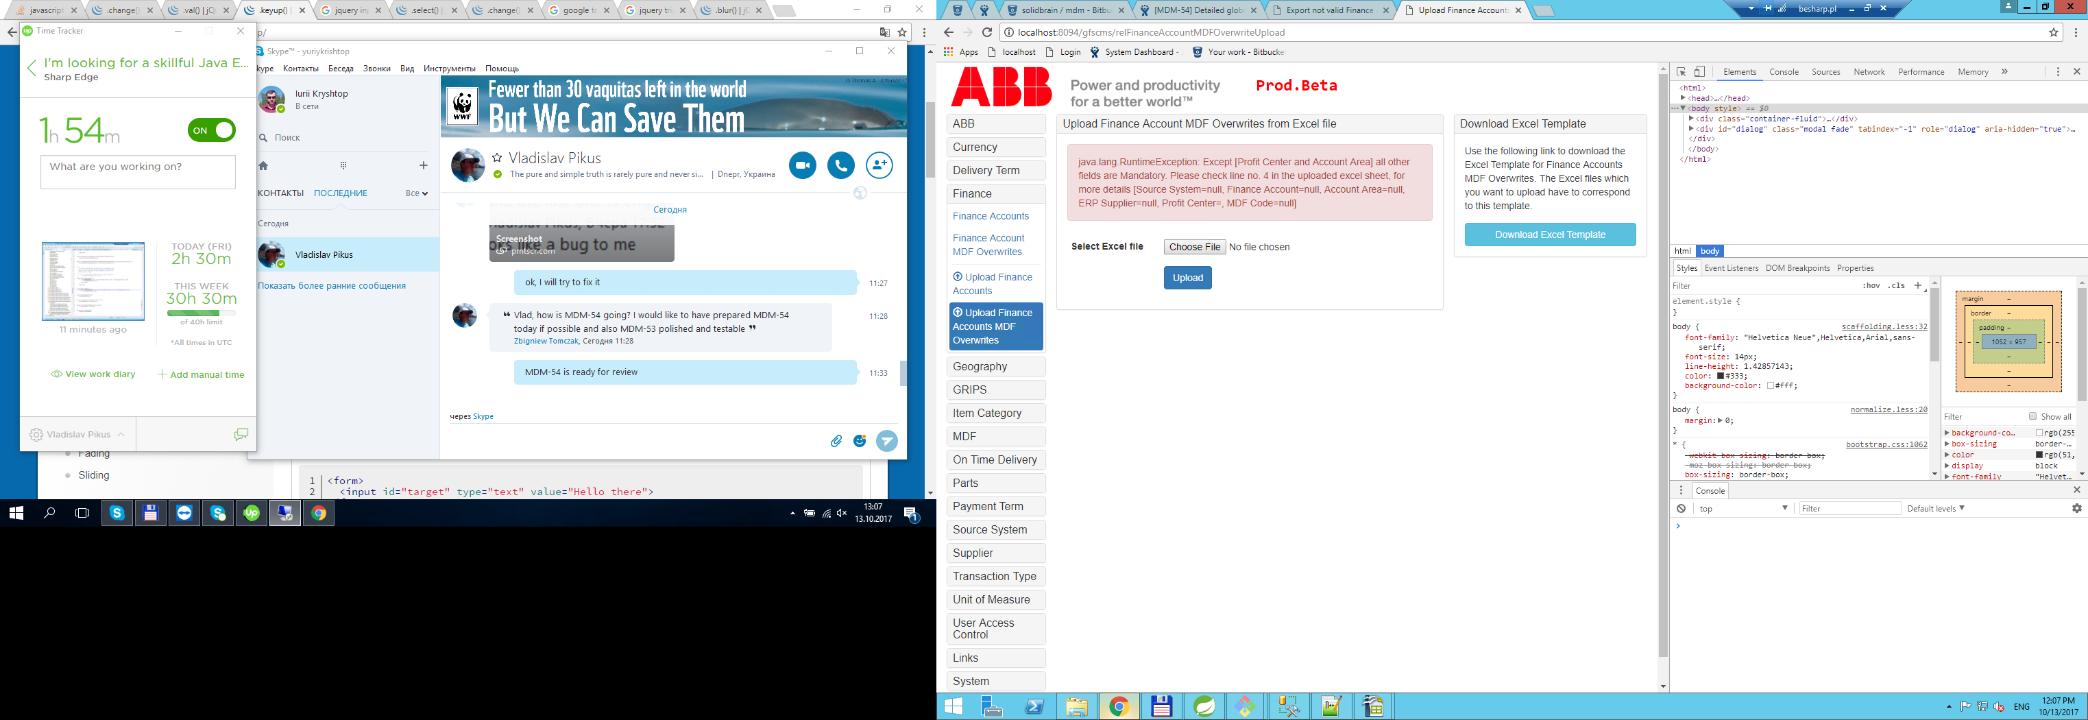 javascript
.change()
.val() | jQ
.keyup() |
jquery in
.select() |
.change()
google t
jquery tr
.blur() | j
Time Tracker
I'm looking for a skillful Java E...
Sharp Edge
1h 54m
ON
What are you working on?
TODAY (FRI)
2h 30m
THIS WEEK
30h 30m
of 40h limit
11 minutes ago
*All times in UTC
View work diary
Add manual time
Vladislav Pikus
Skype™ - yuriykrishtop
куре Контакты Беседа Звонки Вид Инструменты Помощь
Iurii Kryshtop
В сети
Поиск
КОНТАКТЫ ПОСЛЕДНИЕ Все
Сегодня
Vladislav Pikus
Показать более ранние сообщения
WWF
Fewer than 30 vaquitas left in the world
But We Can Save Them
Vladislav Pikus
The pure and simple truth is rarely pure and never si... | Dnepr, Украина
Сегодня
Screenshot
oks like a bug to me
prntscr.com
ok, I will try to fix it
11:27
Vlad, how is MDM-54 going? I would like to have prepared MDM-54
today if possible and also MDM-53 polished and testable
Zbigniew Tomczak, Сегодня 11:28
11:28
MDM-54 is ready for review
11:33
через Skype
Fading
Sliding
1 <form>
2 <input id="target" type="text" value="Hello there">
13:07
13.10.2017
solidbrain / mdm - Bitbu
[MDM-54] Detailed glob
Export not valid Finance
Upload Finance Account
besharp.pl
localhost:8094/gfscms/relFinanceAccountMDFOverwriteUpload
Apps localhost Login System Dashboard - Your work - Bitbucke
ABB
Power and productivity
for a better world™
Prod.Beta
ABB
Currency
Delivery Term
Finance
Finance Accounts
Finance Account
MDF Overwrites
Upload Finance
Accounts
Upload Finance
Accounts MDF
Overwrites
Geography
GRIPS
Item Category
MDF
On Time Delivery
Parts
Payment Term
Source System
Supplier
Transaction Type
Unit of Measure
User Access
Control
Links
System
Upload Finance Account MDF Overwrites from Excel file
java.lang.RuntimeException: Except [Profit Center and Account Area] all other
fields are Mandatory. Please check line no. 4 in the uploaded excel sheet, for
more details [Source System=null, Finance Account=null, Account Area=null,
ERP Supplier=null, Profit Center=, MDF Code=null]
Select Excel file Choose File No file chosen
Upload
Download Excel Template
Use the following link to download the
Excel Template for Finance Accounts
MDF Overwrites. The Excel files which
you want to upload have to correspond
to this template.
Download Excel Template
Elements Console Sources Network Performance Memory
<html>
<head>…</head>
<body style> == $0
<div class="container-fluid">…</div>
<div id="dialog" class="modal fade" tabindex="-1" role="dialog" aria-hidden="true">…
</div>
</body>
</html>
html body
Styles Event Listeners DOM Breakpoints Properties
Filter :hov .cls +
element.style {
}
body { scaffolding.less:32
font-family: "Helvetica Neue",Helvetica,Arial,sans-
serif;
font-size: 14px;
line-height: 1.42857143;
color: #333;
background-color: #fff;
}
body { normalize.less:20
margin: 0;
}
* { bootstrap.css:1062
-webkit-box-sizing: border-box;
-moz-box-sizing: border-box;
box-sizing: border-box;
margin –
border –
padding –
1052 × 957
Filter Show all
background-co… rgb(255
box-sizing border-…
color rgb(51,
display block
font-family "Helvet…
Console
top Filter Default levels
ENG
12:07 PM
10/13/2017